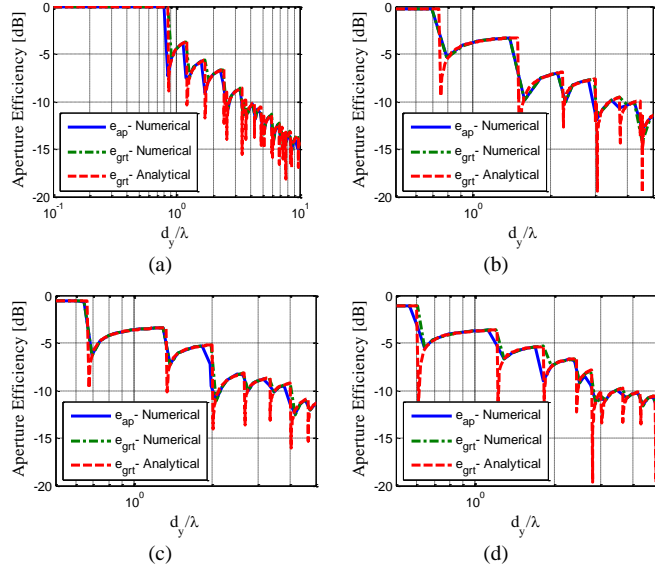 Aperture Efficiency [dB]
0
-5
-10
-15
-20
e_ap- Numerical
e_grt- Numerical
e_grt- Analytical
10^-1
10^0
10^1
d_y/λ
(a)
Aperture Efficiency [dB]
0
-5
-10
-15
-20
e_ap- Numerical
e_grt- Numerical
e_grt- Analytical
10^0
d_y/λ
(b)
Aperture Efficiency [dB]
0
-5
-10
-15
-20
e_ap- Numerical
e_grt- Numerical
e_grt- Analytical
10^0
d_y/λ
(c)
Aperture Efficiency [dB]
0
-5
-10
-15
-20
e_ap- Numerical
e_grt- Numerical
e_grt- Analytical
10^0
d_y/λ
(d)